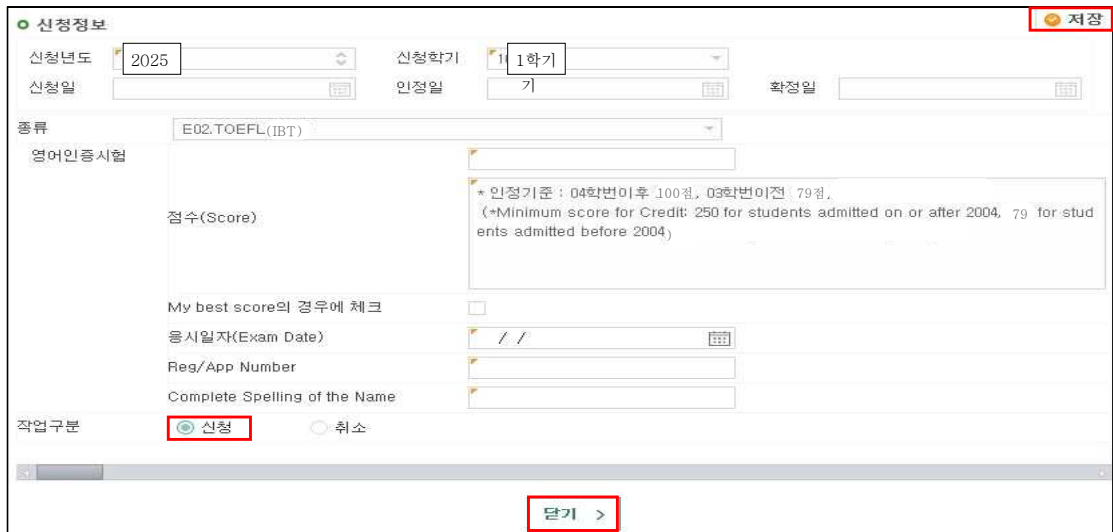 신청정보
저장
신청년도 2025 신청학기 1학기
신청일 인정일 기 확정일
종류 E02.TOEFL(IBT)
영어인증시험
* 인정기준 : 04학번이후 100점, 03학번이전 79점,
(*Minimum score for Credit: 250 for students admitted on or after 2004, 79 for stud
ents admitted before 2004)
점수(Score)
My best score의 경우에 체크
응시일자(Exam Date) / /
Reg/App Number
Complete Spelling of the Name
작업구분 신청 취소
닫기 >